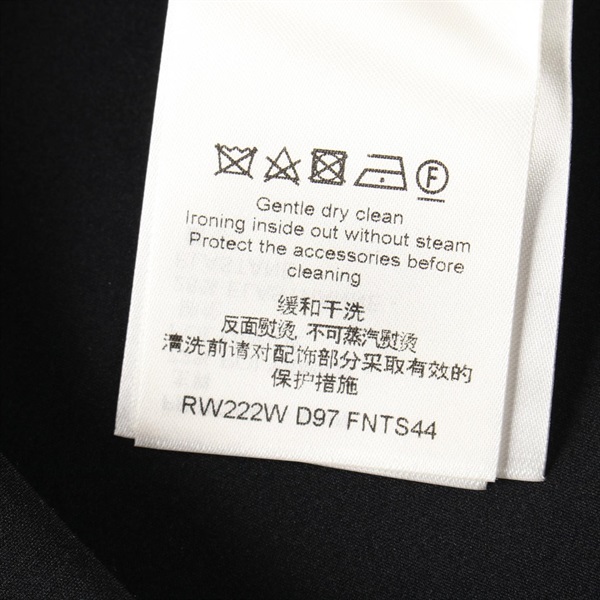 F
Gentle dry clean
Ironing inside out without steam
Protect the accessories before
cleaning
缓和干洗
反面熨烫, 不可蒸汽熨烫
清洗前请对配饰部分采取有效的
保护措施
RW222W D97 FNTS44